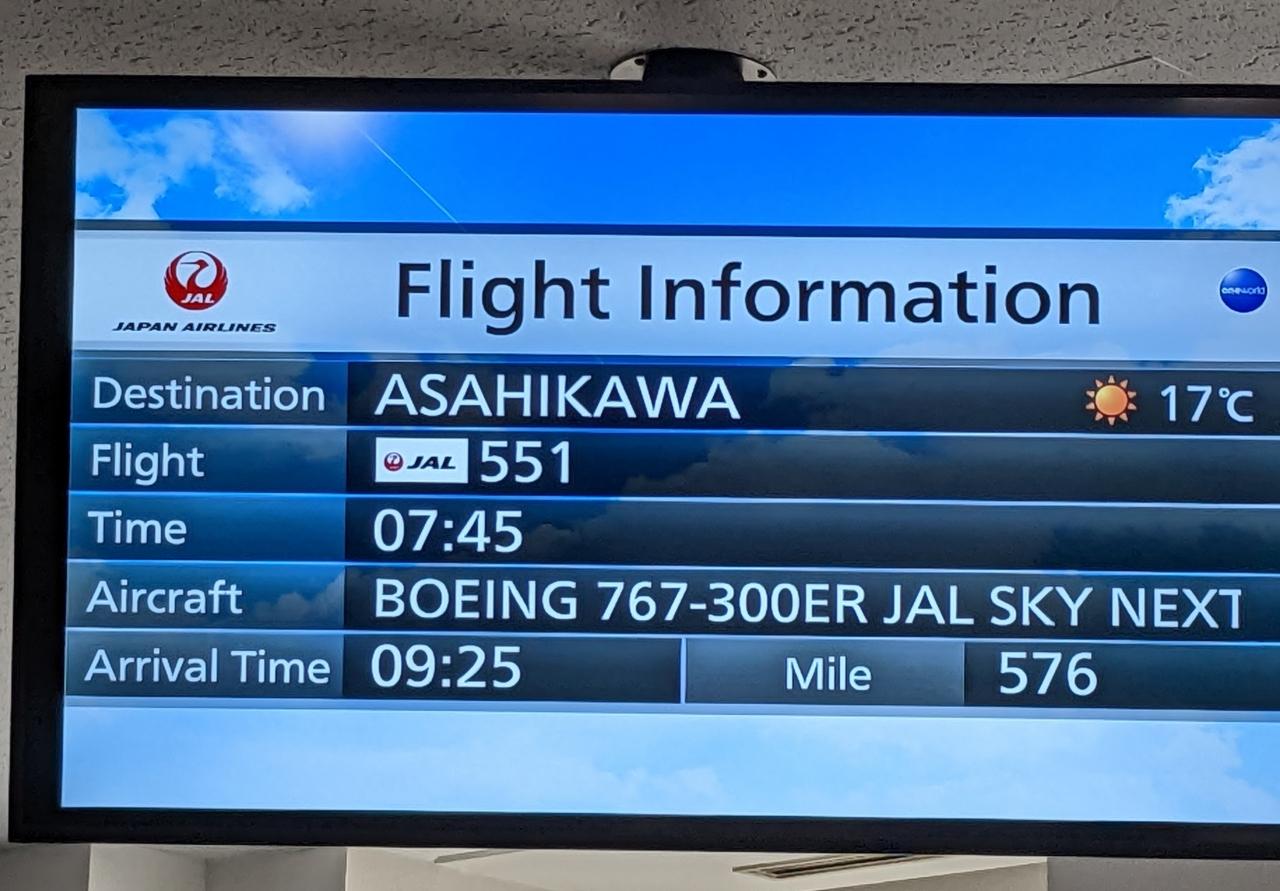 JAL
JAPAN AIRLINES
Flight Information
oneworld
Destination ASAHIKAWA 17℃
Flight JAL 551
Time 07:45
Aircraft BOEING 767-300ER JAL SKY NEXT
Arrival Time 09:25 Mile 576